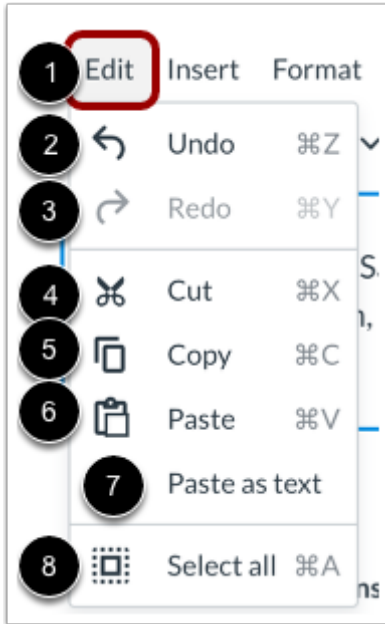 1 Edit Insert Format
2 Undo ⌘Z
3 Redo ⌘Y
S
4 Cut ⌘X
5 Copy ⌘C
6 Paste ⌘V
7 Paste as text
8 Select all ⌘A
ns